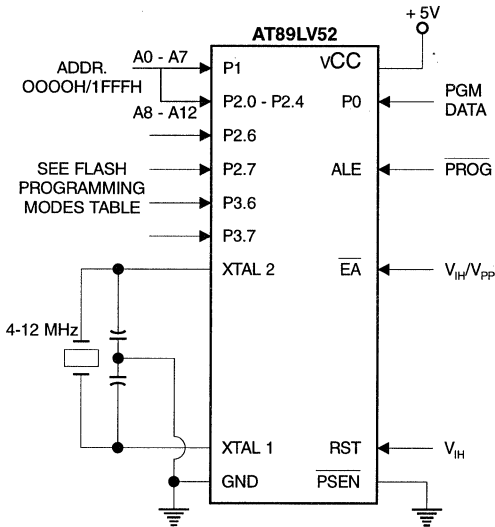 AT89LV52
+ 5V
ADDR.
OOOOH/1FFFH
A0 - A7
A8 - A12
P1
P2.0 - P2.4
P2.6
P2.7
P3.6
P3.7
SEE FLASH
PROGRAMMING
MODES TABLE
XTAL 2
4-12 MHz
XTAL 1
GND
VCC
P0
PGM
DATA
ALE
PROG
EA
VIH/VPP
RST
VIH
PSEN